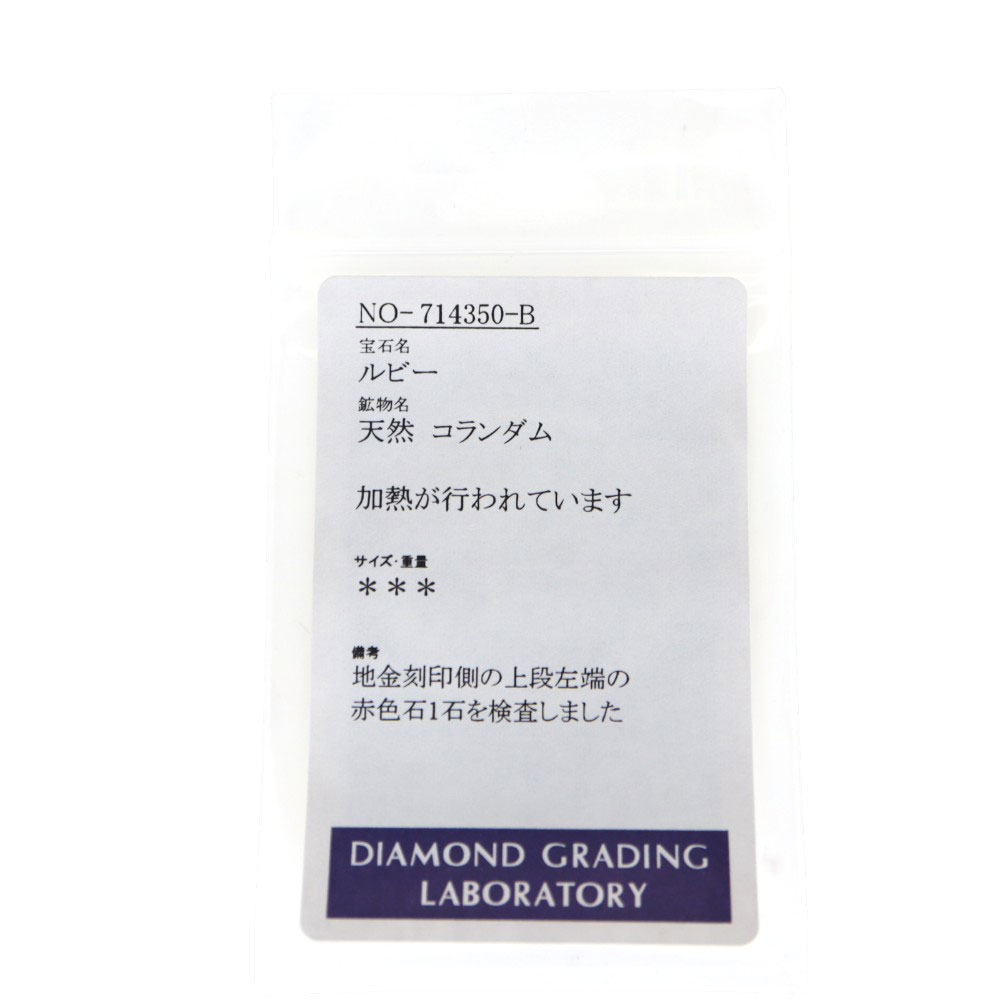 NO-714350-B
宝石名
ルビー
鉱物名
天然 コランダム
加熱が行われています
サイズ・重量
＊＊＊
備考
地金刻印側の上段左端の
赤色石1石を検査しました
DIAMOND GRADING
LABORATORY